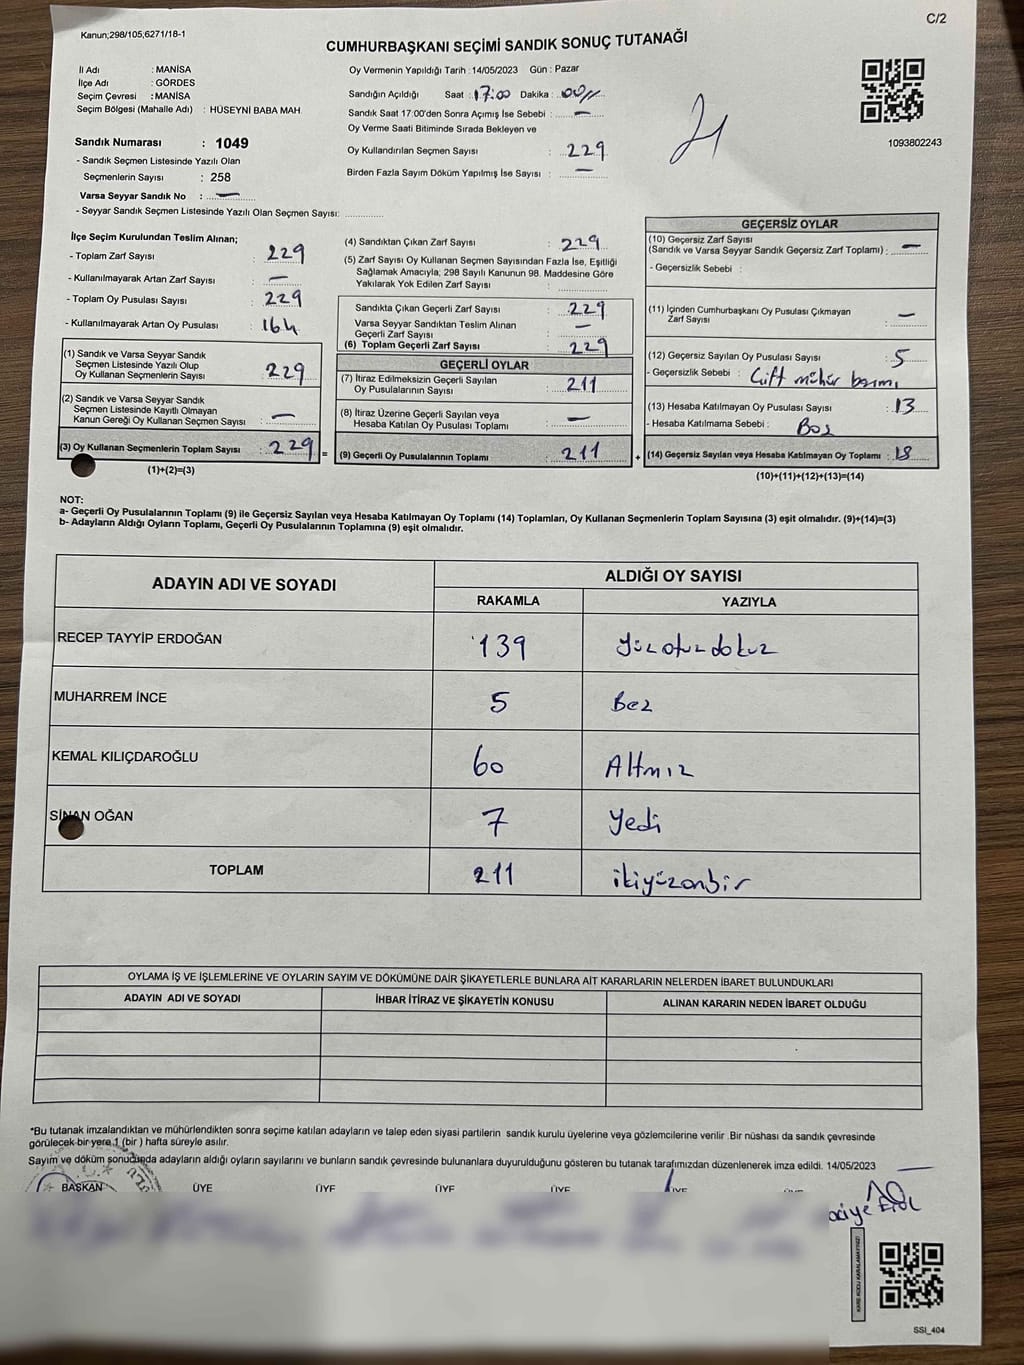 Kanun;298/105;6271/18-1
C/2
CUMHURBAŞKANI SEÇİMİ SANDIK SONUÇ TUTANAĞI
İl Adı : MANİSA
İlçe Adı : GÖRDES
Seçim Çevresi : MANİSA
Seçim Bölgesi (Mahalle Adı) : HÜSEYNİ BABA MAH.
Sandık Numarası : 1049
- Sandık Seçmen Listesinde Yazılı Olan
Seçmenlerin Sayısı : 258
Varsa Seyyar Sandık No : —
- Seyyar Sandık Seçmen Listesinde Yazılı Olan Seçmen Sayısı: ..............
Oy Vermenin Yapıldığı Tarih : 14/05/2023 Gün : Pazar
Sandığın Açıldığı Saat : 17:00 Dakika : 00
Sandık Saat 17.00'den Sonra Açımış İse Sebebi : —
Oy Verme Saati Bitiminde Sırada Bekleyen ve
Oy Kullandırılan Seçmen Sayısı : 229
Birden Fazla Sayım Döküm Yapılmış İse Sayısı : —
21
1093802243
İlçe Seçim Kurulundan Teslim Alınan;
- Toplam Zarf Sayısı : 229
- Kullanılmayarak Artan Zarf Sayısı : —
- Toplam Oy Pusulası Sayısı : 229
- Kullanılmayarak Artan Oy Pusulası : 164
(1) Sandık ve Varsa Seyyar Sandık
Seçmen Listesinde Yazılı Olup
Oy Kullanan Seçmenlerin Sayısı : 229
(2) Sandık ve Varsa Seyyar Sandık
Seçmen Listesinde Kayıtlı Olmayan
Kanun Gereği Oy Kullanan Seçmen Sayısı : —
(3) Oy Kullanan Seçmenlerin Toplam Sayısı : 229 =
(1)+(2)=(3)
(4) Sandıktan Çıkan Zarf Sayısı : 229
(5) Zarf Sayısı Oy Kullanan Seçmen Sayısından Fazla İse, Eşitliği
Sağlamak Amacıyla; 298 Sayılı Kanunun 98. Maddesine Göre
Yakılarak Yok Edilen Zarf Sayısı :
Sandıkta Çıkan Geçerli Zarf Sayısı : 229
Varsa Seyyar Sandıktan Teslim Alınan
Geçerli Zarf Sayısı : —
(6) Toplam Geçerli Zarf Sayısı : 229
GEÇERLİ OYLAR
(7) İtiraz Edilmeksizin Geçerli Sayılan
Oy Pusulalarının Sayısı : 211
(8) İtiraz Üzerine Geçerli Sayılan veya
Hesaba Katılan Oy Pusulası Toplamı : —
(9) Geçerli Oy Pusulalarının Toplamı : 211 +
GEÇERSİZ OYLAR
(10) Geçersiz Zarf Sayısı
(Sandık ve Varsa Seyyar Sandık Geçersiz Zarf Toplamı) : —
- Geçersizlik Sebebi :
(11) İçinden Cumhurbaşkanı Oy Pusulası Çıkmayan
Zarf Sayısı : —
(12) Geçersiz Sayılan Oy Pusulası Sayısı : 5
- Geçersizlik Sebebi : Çift mühür basımı
(13) Hesaba Katılmayan Oy Pusulası Sayısı : 13
- Hesaba Katılmama Sebebi : Boş
(14) Geçersiz Sayılan veya Hesaba Katılmayan Oy Toplamı : 18
(10)+(11)+(12)+(13)=(14)
NOT:
a- Geçerli Oy Pusulalarının Toplamı (9) ile Geçersiz Sayılan veya Hesaba Katılmayan Oy Toplamı (14) Toplamları, Oy Kullanan Seçmenlerin Toplam Sayısına (3) eşit olmalıdır. (9)+(14)=(3)
b- Adayların Aldığı Oyların Toplamı, Geçerli Oy Pusulalarının Toplamına (9) eşit olmalıdır.
ADAYIN ADI VE SOYADI
ALDIĞI OY SAYISI
RAKAMLA YAZIYLA
RECEP TAYYİP ERDOĞAN 139 Yüzotuzdokuz
MUHARREM İNCE 5 Beş
KEMAL KILIÇDAROĞLU 60 Altmış
SİNAN OĞAN 7 Yedi
TOPLAM 211 ikiyüzonbir
OYLAMA İŞ VE İŞLEMLERİNE VE OYLARIN SAYIM VE DÖKÜMÜNE DAİR ŞİKAYETLERLE BUNLARA AİT KARARLARIN NELERDEN İBARET BULUNDUKLARI
ADAYIN ADI VE SOYADI İHBAR İTİRAZ VE ŞİKAYETİN KONUSU ALINAN KARARIN NEDEN İBARET OLDUĞU
*Bu tutanak imzalandıktan ve mühürlendikten sonra seçime katılan adayların ve talep eden siyasi partilerin sandık kurulu üyelerine veya gözlemcilerine verilir .Bir nüshası da sandık çevresinde
görülecek bir yere 1 (bir ) hafta süreyle asılır.
Sayım ve döküm sonucunda adayların aldığı oyların sayılarını ve bunların sandık çevresinde bulunanlara duyurulduğunu gösteren bu tutanak tarafımızdan düzenlenerek imza edildi. 14/05/2023
BAŞKAN ÜYE ÜYE ÜYE ÜYE ÜYE ÜYE
KARE KODU KARALAMAYINIZ!
SSI_404